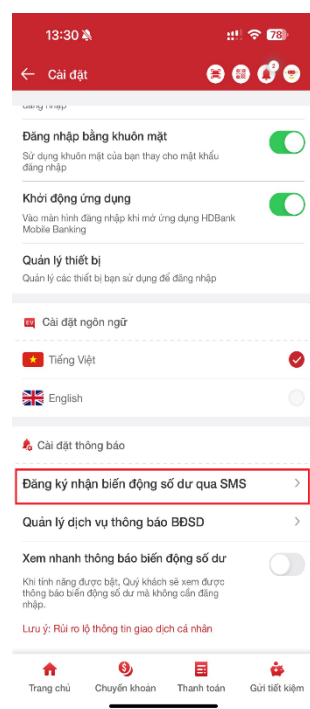 13:30
78
Cài đặt
2
đăng nhập
Đăng nhập bằng khuôn mặt
Sử dụng khuôn mặt của bạn thay cho mật khẩu
đăng nhập
Khởi động ứng dụng
Vào màn hình đăng nhập khi mở ứng dụng HDBank
Mobile Banking
Quản lý thiết bị
Quản lý các thiết bị bạn sử dụng để đăng nhập
Cài đặt ngôn ngữ
Tiếng Việt
English
Cài đặt thông báo
Đăng ký nhận biến động số dư qua SMS
Quản lý dịch vụ thông báo BĐSD
Xem nhanh thông báo biến động số dư
Khi tính năng được bật, Quý khách sẽ xem được
thông báo biến động số dư mà không cần đăng
nhập.
Lưu ý: Rủi ro lộ thông tin giao dịch cá nhân
Trang chủ
Chuyển khoản
Thanh toán
Gửi tiết kiệm